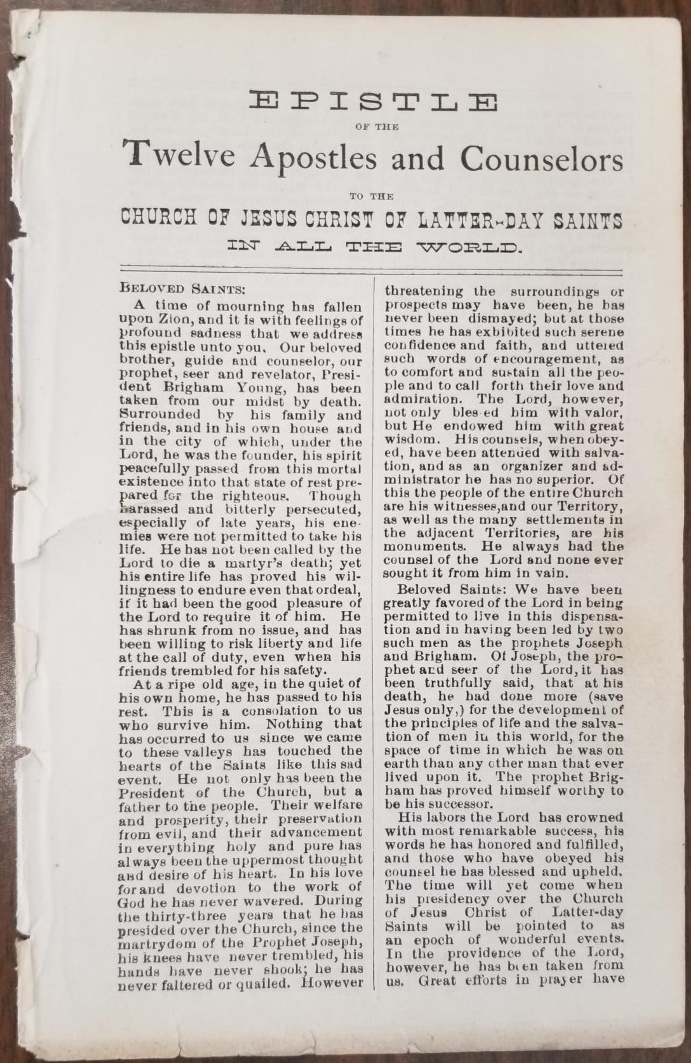 EPISTLE
OF THE
Twelve Apostles and Counselors
TO THE
CHURCH OF JESUS CHRIST OF LATTER-DAY SAINTS
IN ALL THE WORLD.
BELOVED SAINTS:
A time of mourning has fallen
upon Zion, and it is with feelings of
profound sadness that we address
this epistle unto you. Our beloved
brother, guide and counselor, our
prophet, seer and revelator, Presi-
dent Brigham Young, has been
taken from our midst by death.
Surrounded by his family and
friends, and in his own house and
in the city of which, under the
Lord, he was the founder, his spirit
peacefully passed from this mortal
existence into that state of rest pre-
pared for the righteous. Though
harassed and bitterly persecuted,
especially of late years, his ene-
mies were not permitted to take his
life. He has not been called by the
Lord to die a martyr's death; yet
his entire life has proved his wil-
lingness to endure even that ordeal,
if it had been the good pleasure of
the Lord to require it of him. He
has shrunk from no issue, and has
been willing to risk liberty and life
at the call of duty, even when his
friends trembled for his safety.
At a ripe old age, in the quiet of
his own home, he has passed to his
rest. This is a consolation to us
who survive him. Nothing that
has occurred to us since we came
to these valleys has touched the
hearts of the Saints like this sad
event. He not only has been the
President of the Church, but a
father to the people. Their welfare
and prosperity, their preservation
from evil, and their advancement
in everything holy and pure has
always been the uppermost thought
and desire of his heart. In his love
for and devotion to the work of
God he has never wavered. During
the thirty-three years that he has
presided over the Church, since the
martyrdom of the Prophet Joseph,
his knees have never trembled, his
hands have never shook; he has
never faltered or quailed. However
threatening the surroundings or
prospects may have been, he has
never been dismayed; but at those
times he has exhibited such serene
confidence and faith, and uttered
such words of encouragement, as
to comfort and sustain all the peo-
ple and to call forth their love and
admiration. The Lord, however,
not only bles ed him with valor,
but He endowed him with great
wisdom. His counsels, when obey-
ed, have been attended with salva-
tion, and as an organizer and ad-
ministrator he has no superior. Of
this the people of the entire Church
are his witnesses,and our Territory,
as well as the many settlements in
the adjacent Territories, are his
monuments. He always had the
counsel of the Lord and none ever
sought it from him in vain.
Beloved Saints: We have been
greatly favored of the Lord in being
permitted to live in this dispensa-
tion and in having been led by two
such men as the prophets Joseph
and Brigham. Of Joseph, the pro-
phet and seer of the Lord, it has
been truthfully said, that at his
death, he had done more (save
Jesus only,) for the development of
the principles of life and the salva-
tion of men in this world, for the
space of time in which he was on
earth than any other man that ever
lived upon it. The prophet Brig-
ham has proved himself worthy to
be his successor.
His labors the Lord has crowned
with most remarkable success, his
words he has honored and fulfilled,
and those who have obeyed his
counsel he has blessed and upheld.
The time will yet come when
his presidency over the Church
of Jesus Christ of Latter-day
Saints will be pointed to as
an epoch of wonderful events.
In the providence of the Lord,
however, he has been taken from
us. Great efforts in prayer have